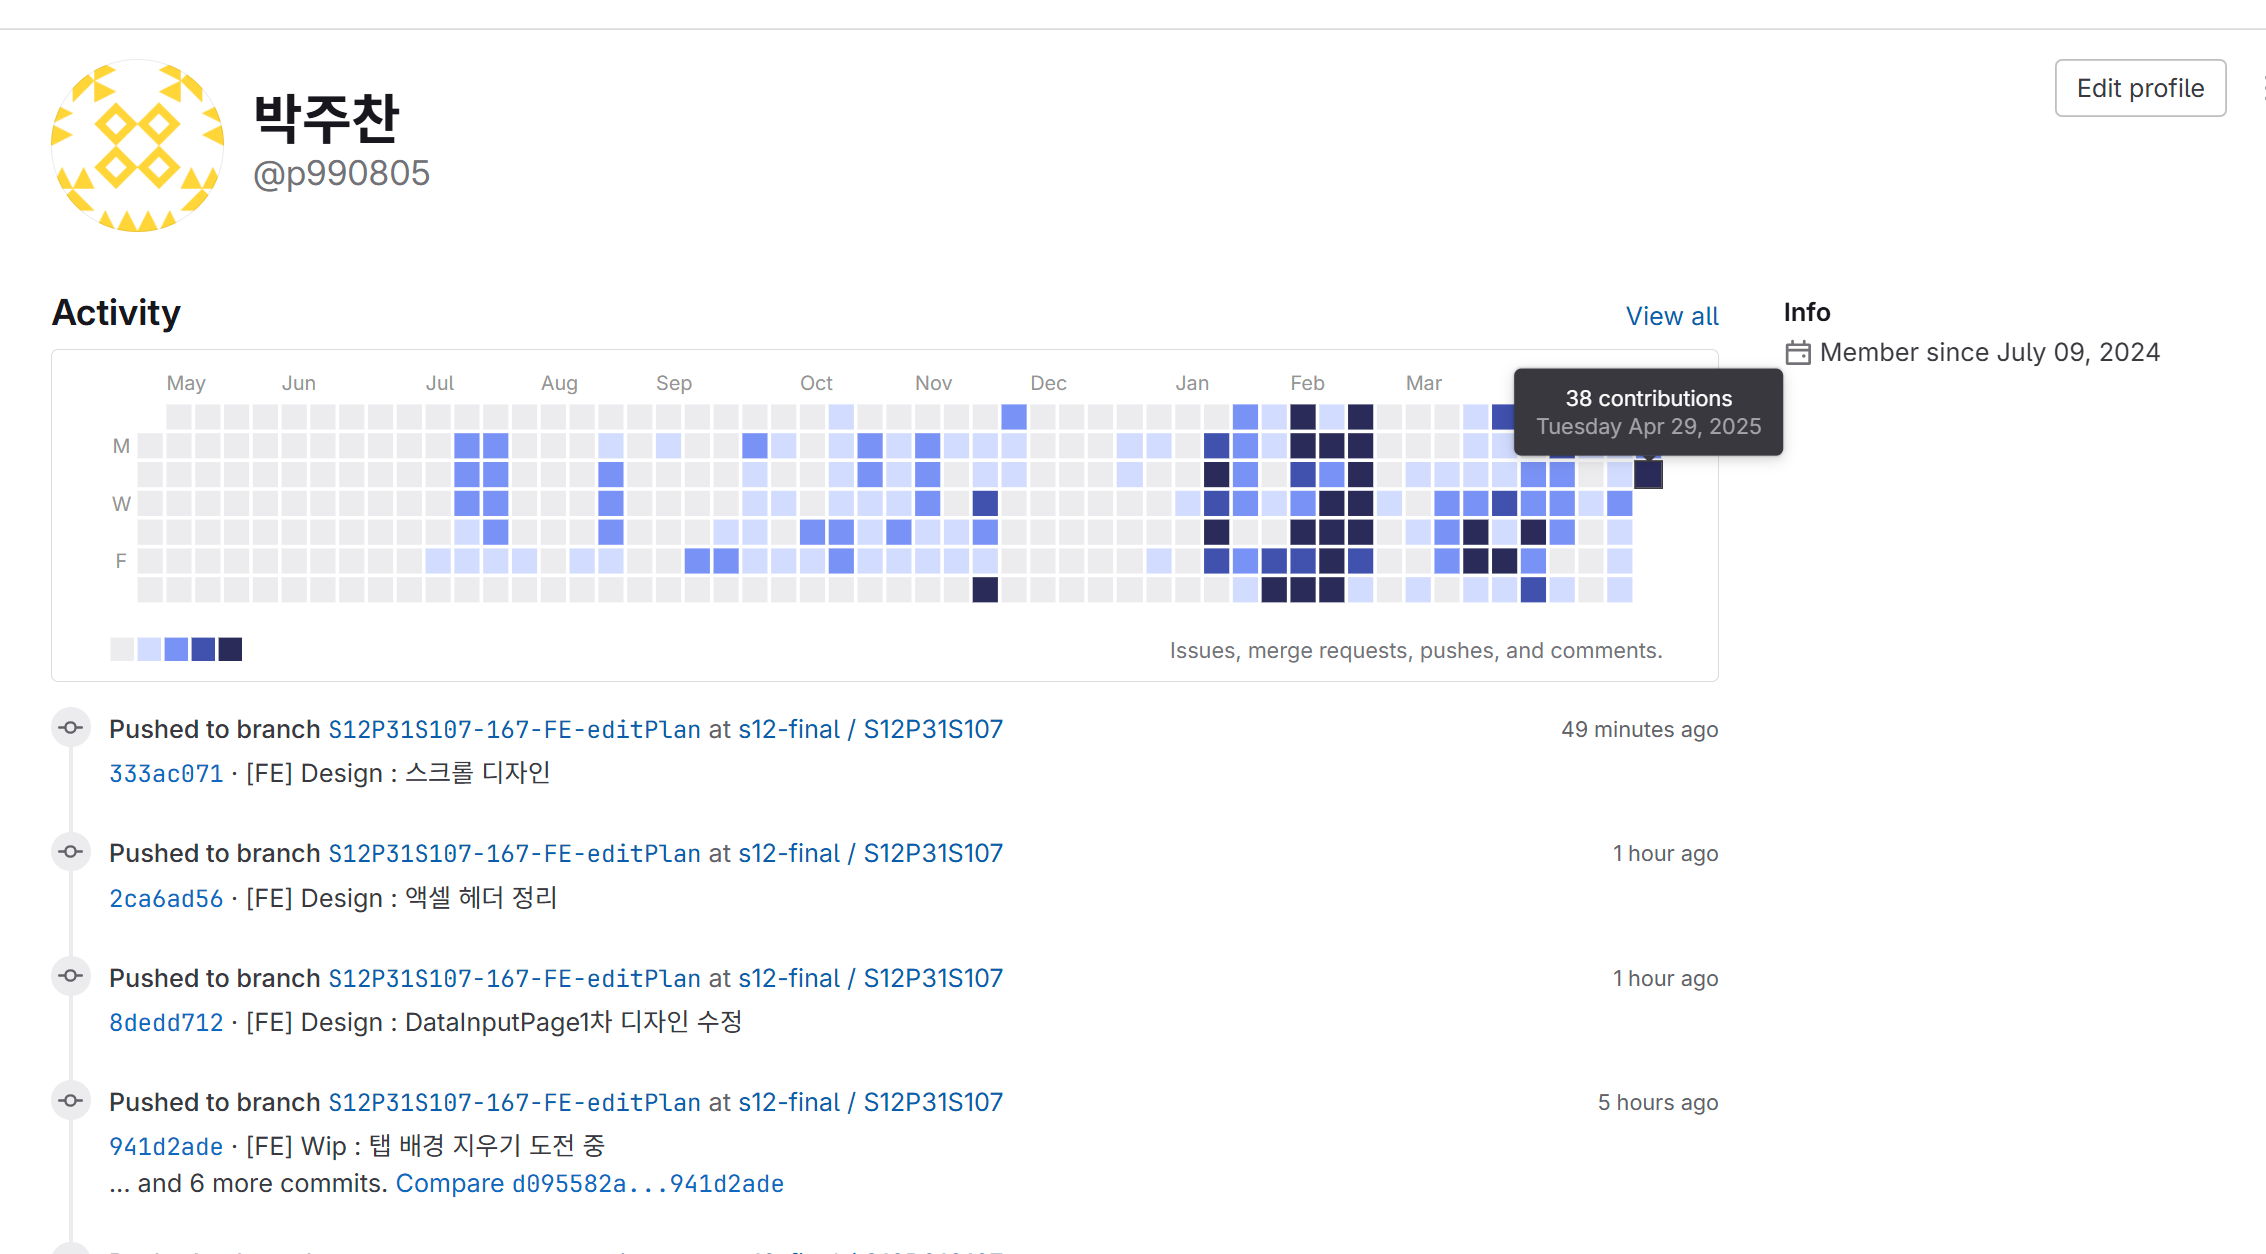 Edit profile
박주찬
@p990805
Activity
View all
Info
Member since July 09, 2024
May Jun Jul Aug Sep Oct Nov Dec Jan Feb Mar
38 contributions
Tuesday Apr 29, 2025
M
W
F
Issues, merge requests, pushes, and comments.
Pushed to branch S12P31S107-167-FE-editPlan at s12-final / S12P31S107 49 minutes ago
333ac071 · [FE] Design : 스크롤 디자인
Pushed to branch S12P31S107-167-FE-editPlan at s12-final / S12P31S107 1 hour ago
2ca6ad56 · [FE] Design : 액셀 헤더 정리
Pushed to branch S12P31S107-167-FE-editPlan at s12-final / S12P31S107 1 hour ago
8dedd712 · [FE] Design : DataInputPage1차 디자인 수정
Pushed to branch S12P31S107-167-FE-editPlan at s12-final / S12P31S107 5 hours ago
941d2ade · [FE] Wip : 탭 배경 지우기 도전 중
... and 6 more commits. Compare d095582a...941d2ade